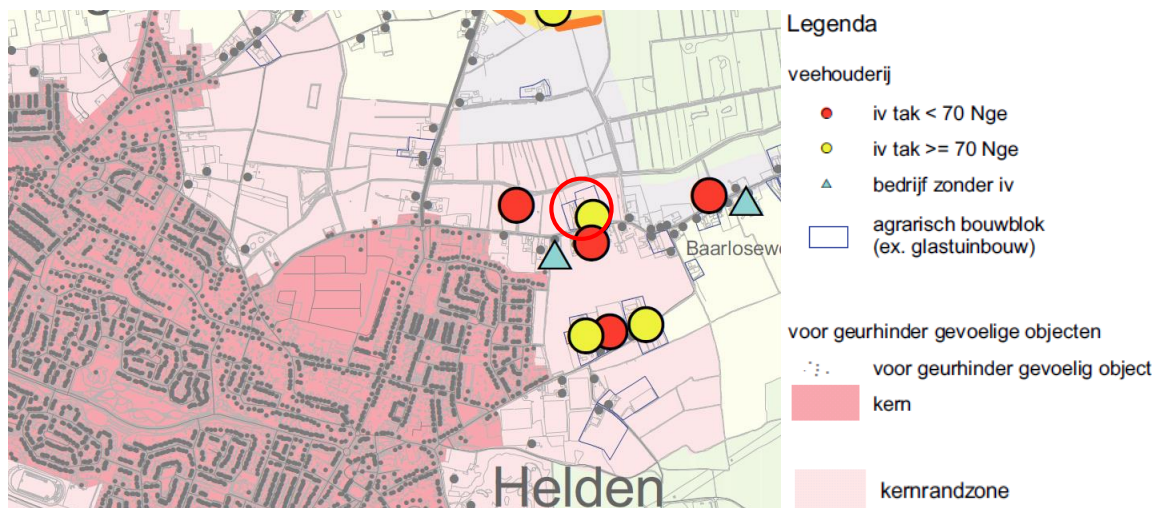 Legenda
veehouderij
iv tak < 70 Nge
iv tak >= 70 Nge
bedrijf zonder iv
agrarisch bouwblok
(ex. glastuinbouw)
Baarlosewe
voor geurhinder gevoelige objecten
voor geurhinder gevoelig object
kern
kernrandzone
Helden